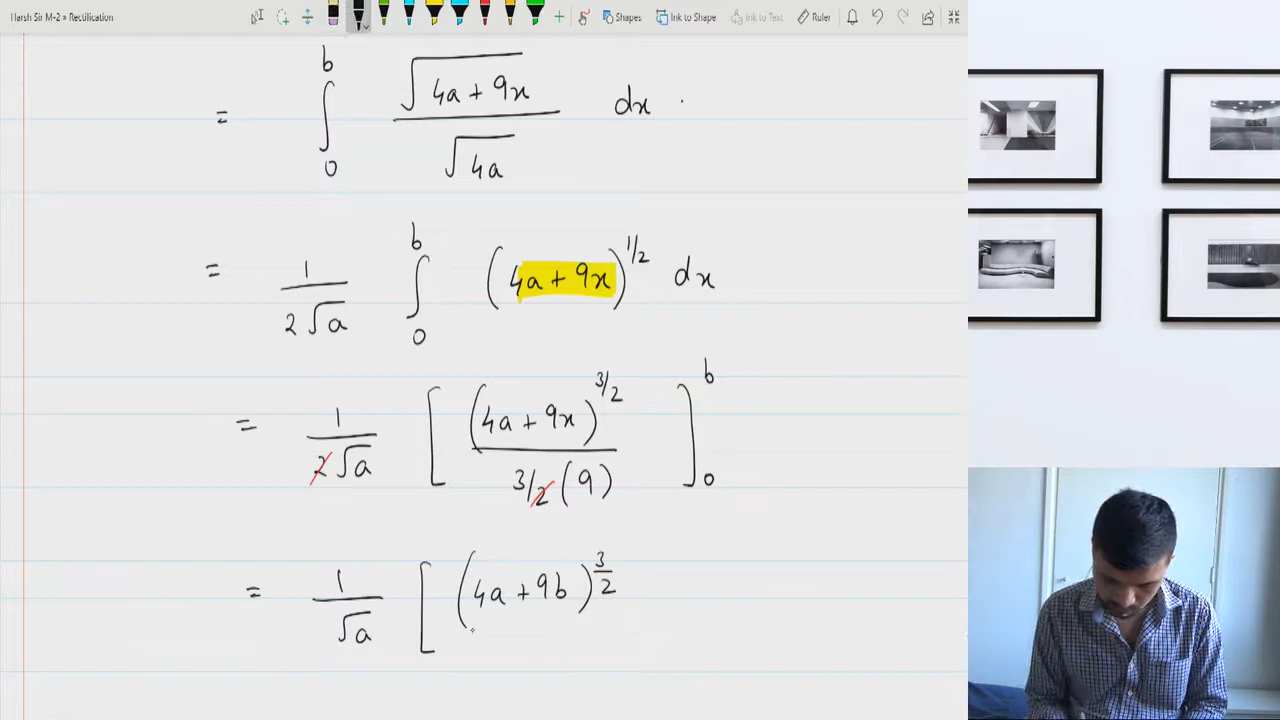 Harsh Sir M-2 » Rectification
Shapes Ink to Shape Ink to Text Ruler
= ∫₀ᵇ √(4a + 9x) / √(4a) dx .
= 1/(2√a) ∫₀ᵇ (4a + 9x)^1/2 dx
= 1/(2√a) [ (4a + 9x)^3/2 / (3/2 (9)) ]₀ᵇ
= 1/√a [ (4a + 9b)^3/2